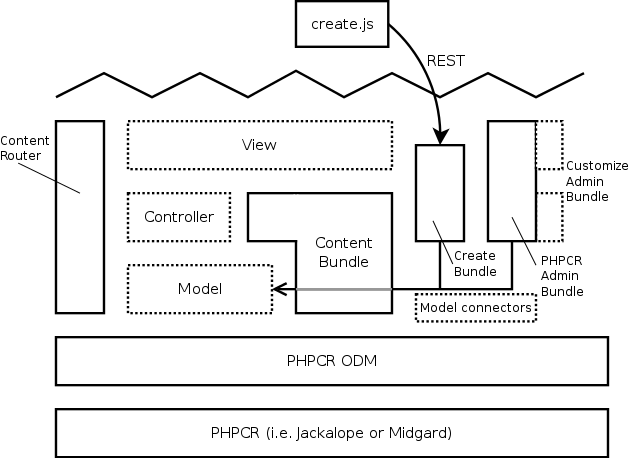 create.js
REST
Content
Router
View
Customize
Admin
Bundle
Controller
Content
Bundle
Create
Bundle
PHPCR
Admin
Bundle
Model
Model connectors
PHPCR ODM
PHPCR (i.e. Jackalope or Midgard)